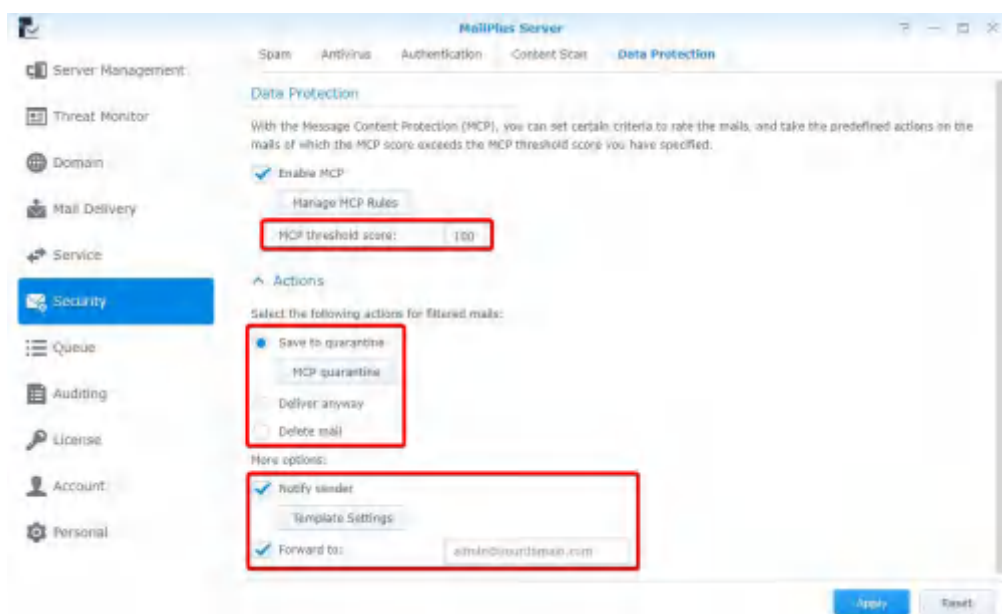 MailPlus Server
Server Management
Threat Monitor
Domain
Mail Delivery
Service
Security
Queue
Auditing
License
Account
Personal
Spam Antivirus Authentication Content Scan Data Protection
Data Protection
With the Message Content Protection (MCP), you can set certain criteria to rate the mails, and take the predefined actions on the
mails of which the MCP score exceeds the MCP threshold score you have specified.
Enable MCP
Manage MCP Rules
MCP threshold score: 100
Actions
Select the following actions for filtered mails:
Save to quarantine
MCP quarantine
Deliver anyway
Delete mail
More options:
Notify sender
Template Settings
Forward to: admin@yourdomain.com
Apply Reset